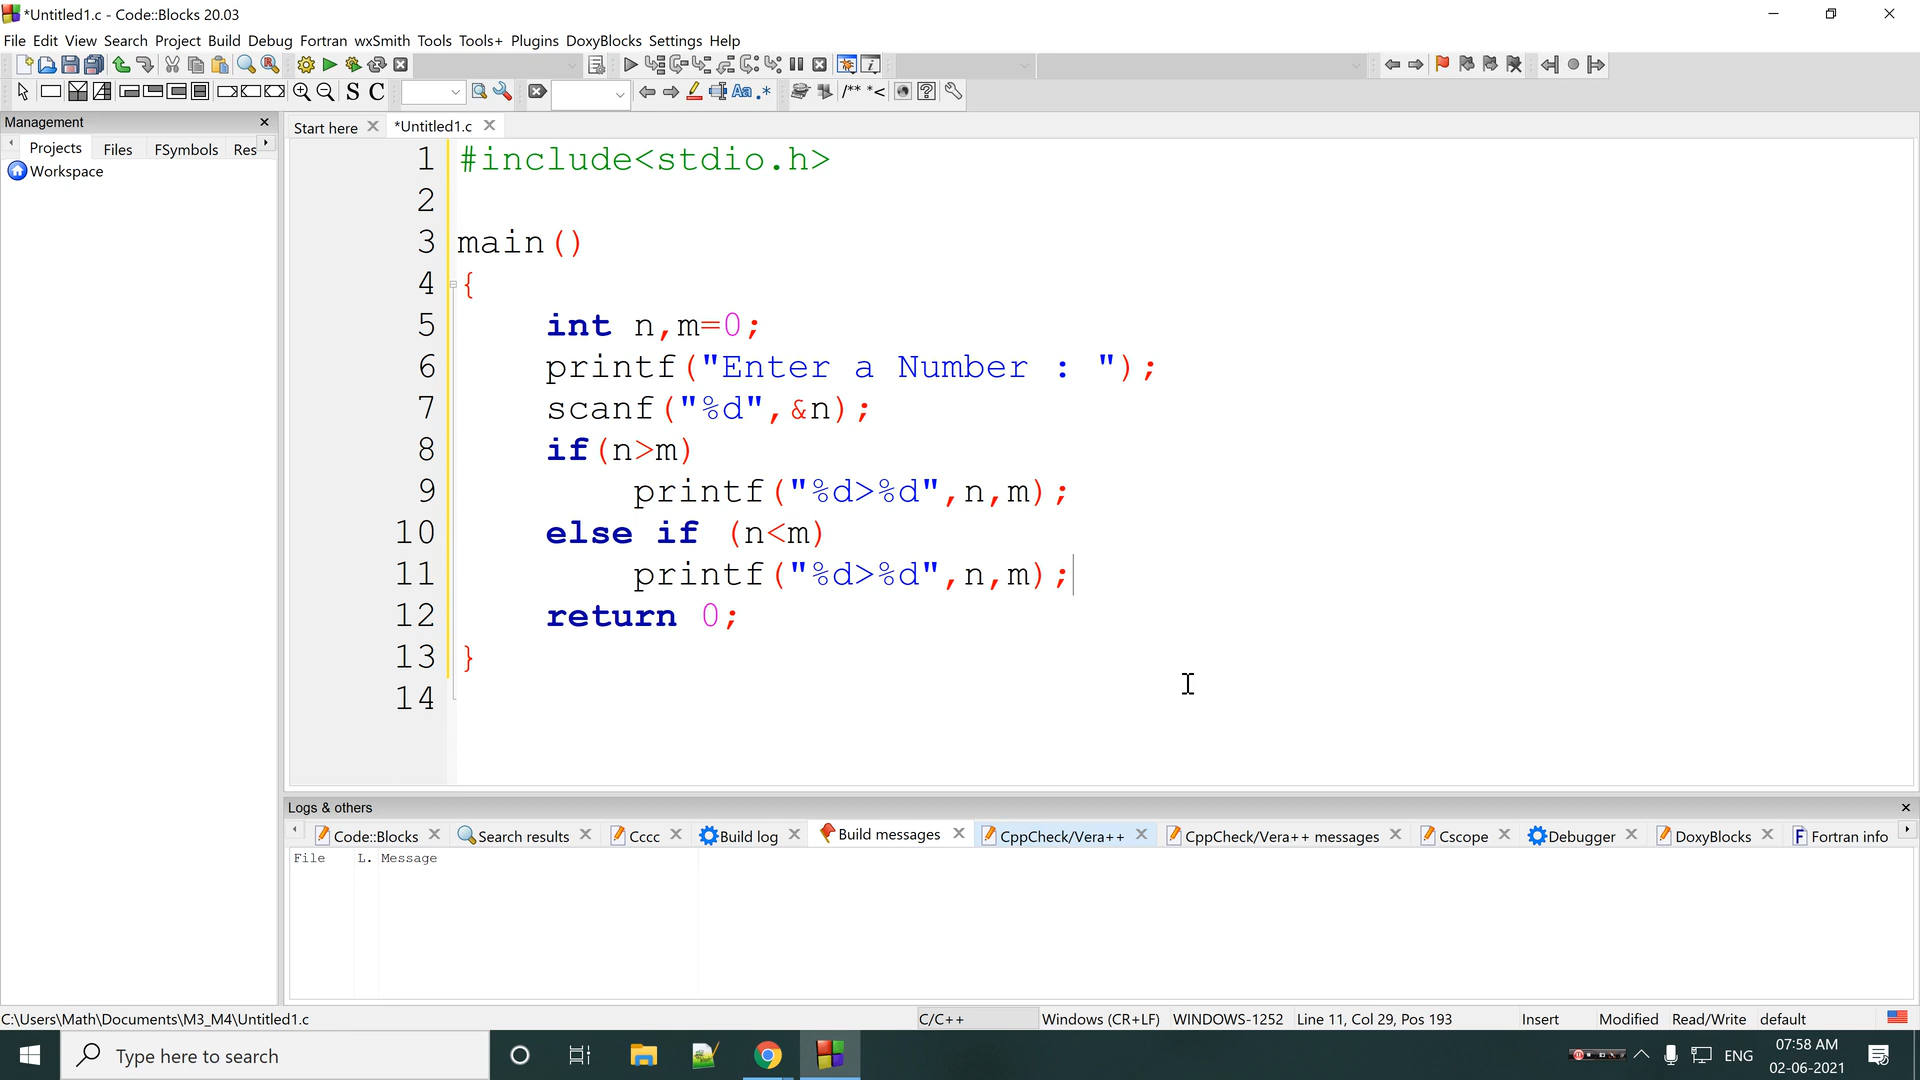 *Untitled1.c - Code::Blocks 20.03
File Edit View Search Project Build Debug Fortran wxSmith Tools Tools+ Plugins DoxyBlocks Settings Help
S C Aa .* /** *<
Management
Start here *Untitled1.c
Projects Files FSymbols Res
Workspace
1 #include<stdio.h>
2
3 main()
4 {
5 int n,m=0;
6 printf("Enter a Number : ");
7 scanf("%d",&n);
8 if(n>m)
9 printf("%d>%d",n,m);
10 else if (n<m)
11 printf("%d>%d",n,m);
12 return 0;
13 }
14
Logs & others
Code::Blocks Search results Cccc Build log Build messages CppCheck/Vera++ CppCheck/Vera++ messages Cscope Debugger DoxyBlocks Fortran info
File L. Message
C:\Users\Math\Documents\M3_M4\Untitled1.c C/C++ Windows (CR+LF) WINDOWS-1252 Line 11, Col 29, Pos 193 Insert Modified Read/Write default
Type here to search ENG 07:58 AM
02-06-2021